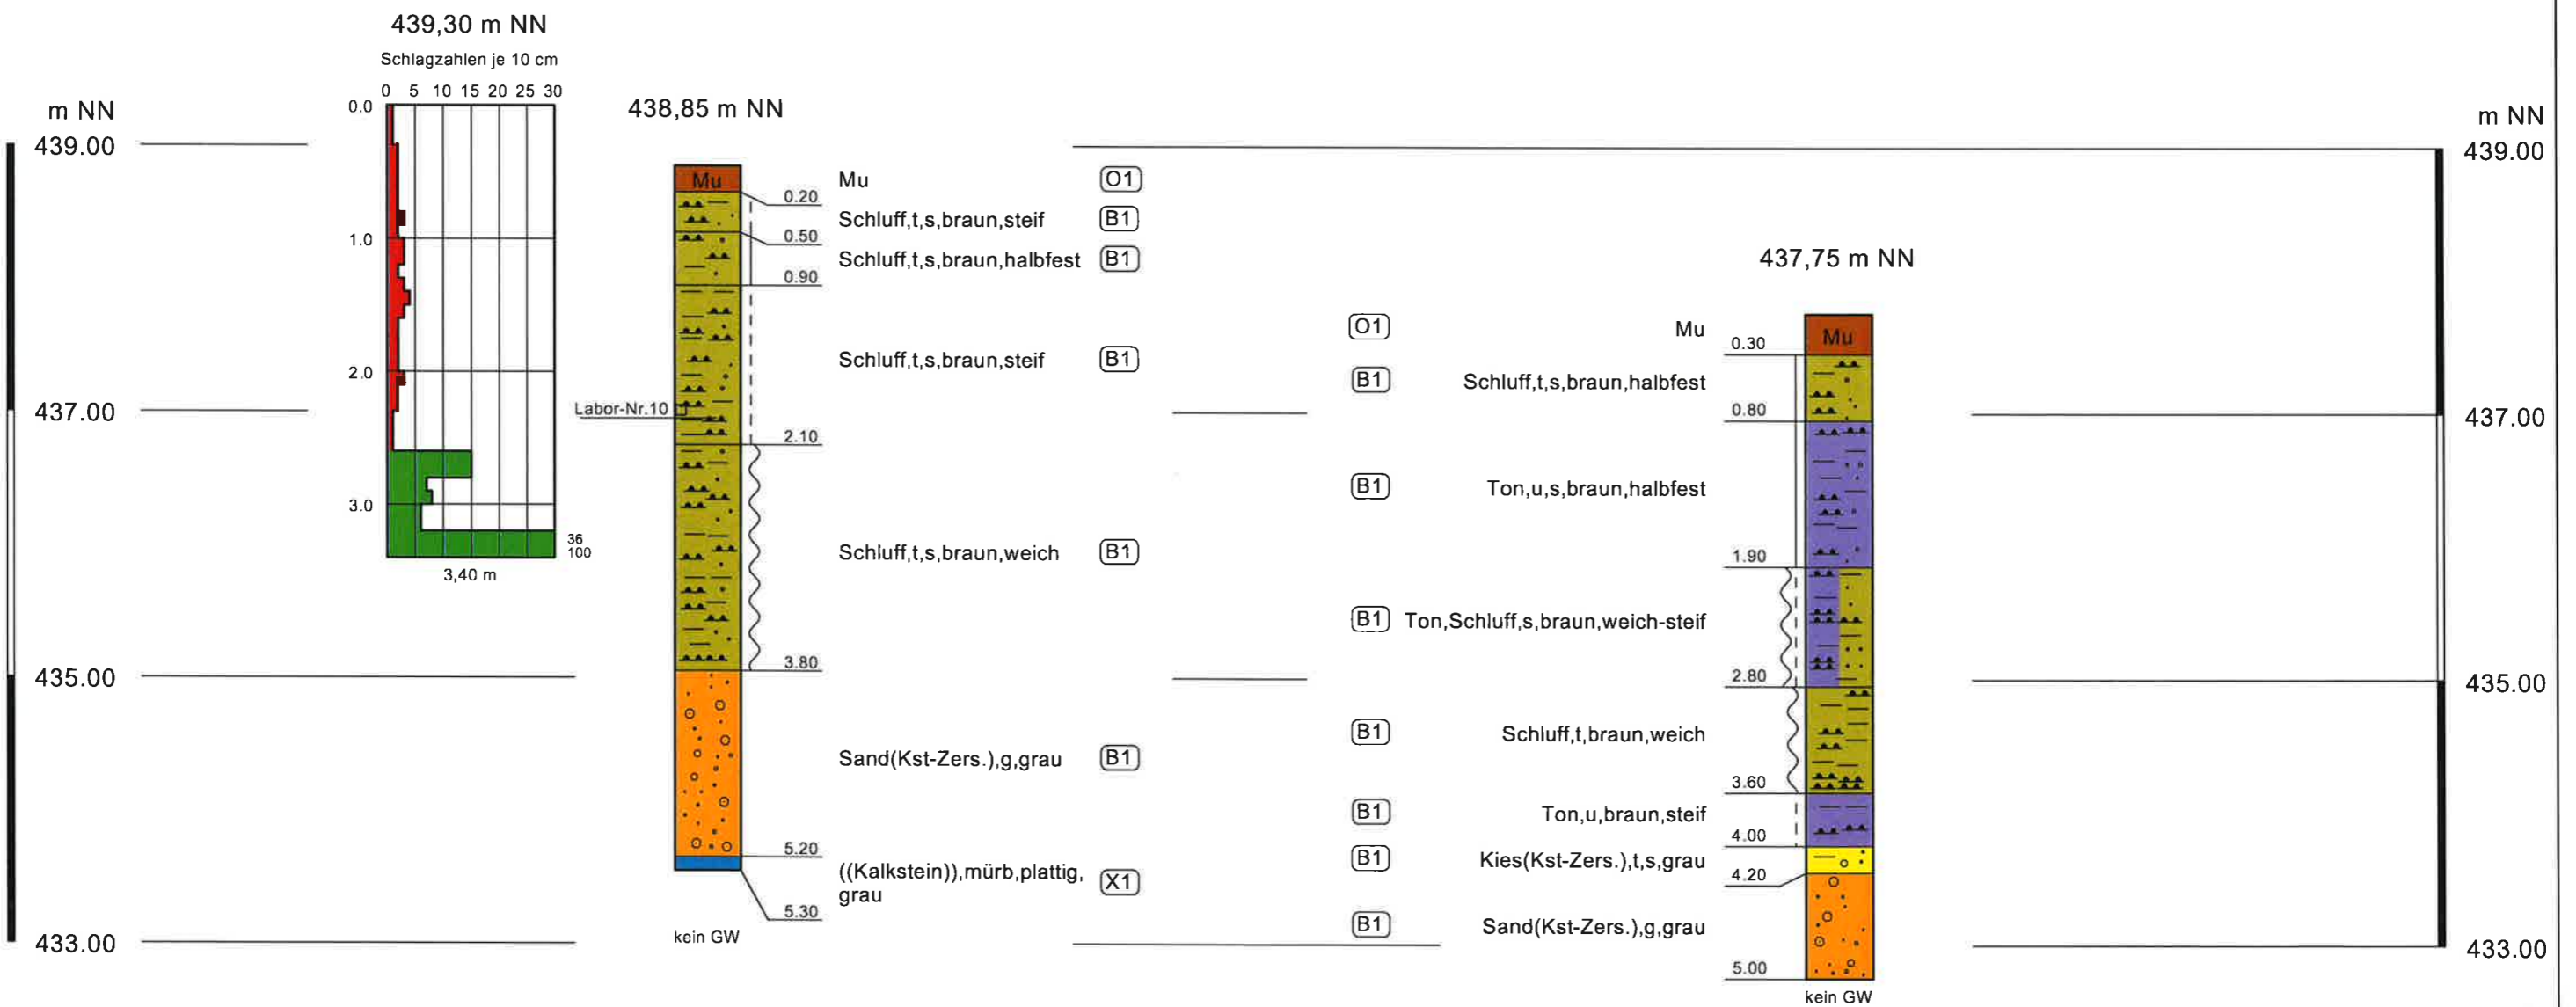 439,30 m NN
Schlagzahlen je 10 cm
0 5 10 15 20 25 30
0.0
1.0
2.0
3.0
36
100
3,40 m
m NN
439.00
437.00
435.00
433.00
438,85 m NN
Mu
0.20
0.50
0.90
2.10
3.80
5.20
5.30
Labor-Nr.10
kein GW
Mu O1
Schluff,t,s,braun,steif B1
Schluff,t,s,braun,halbfest B1
Schluff,t,s,braun,steif B1
Schluff,t,s,braun,weich B1
Sand(Kst-Zers.),g,grau B1
((Kalkstein)),mürb,plattig,
grau X1
437,75 m NN
O1 Mu
B1 Schluff,t,s,braun,halbfest
B1 Ton,u,s,braun,halbfest
B1 Ton,Schluff,s,braun,weich-steif
B1 Schluff,t,braun,weich
B1 Ton,u,braun,steif
B1 Kies(Kst-Zers.),t,s,grau
B1 Sand(Kst-Zers.),g,grau
0.30
0.80
1.90
2.80
3.60
4.00
4.20
5.00
Mu
kein GW
m NN
439.00
437.00
435.00
433.00